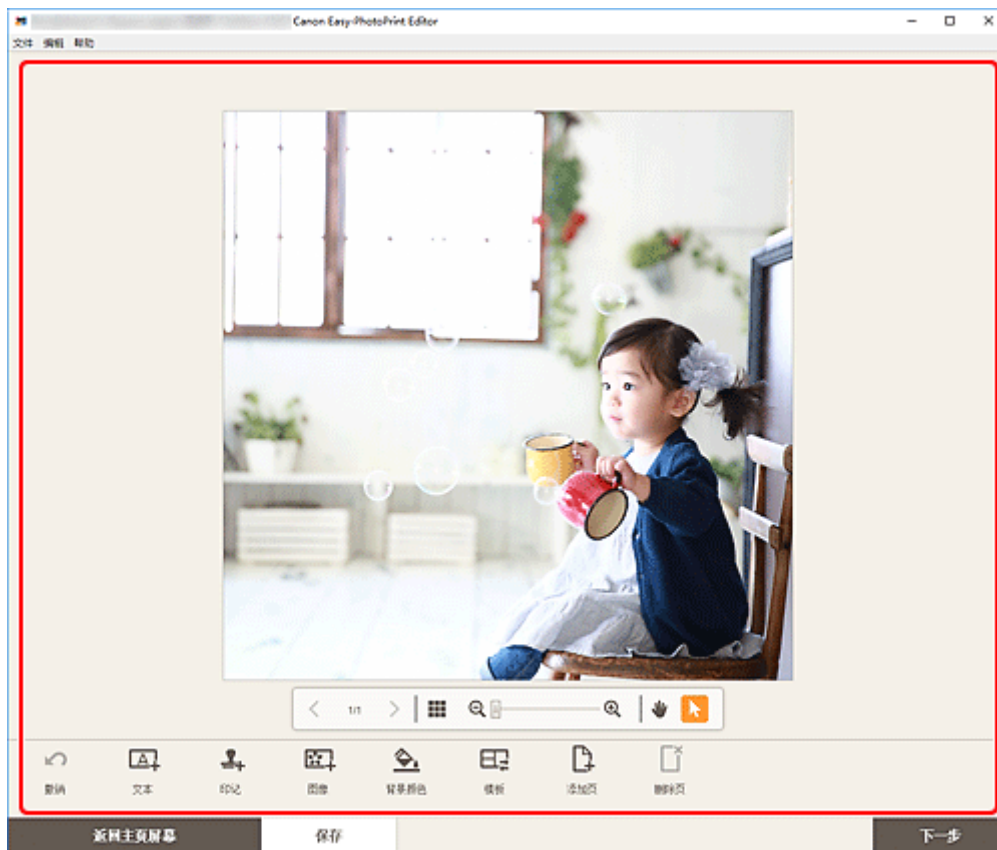 Canon Easy-PhotoPrint Editor
文件 编辑 帮助
1/1
撤销 文本 印记 图像 背景颜色 模板 添加页 删除页
返回主页屏幕 保存 下一步